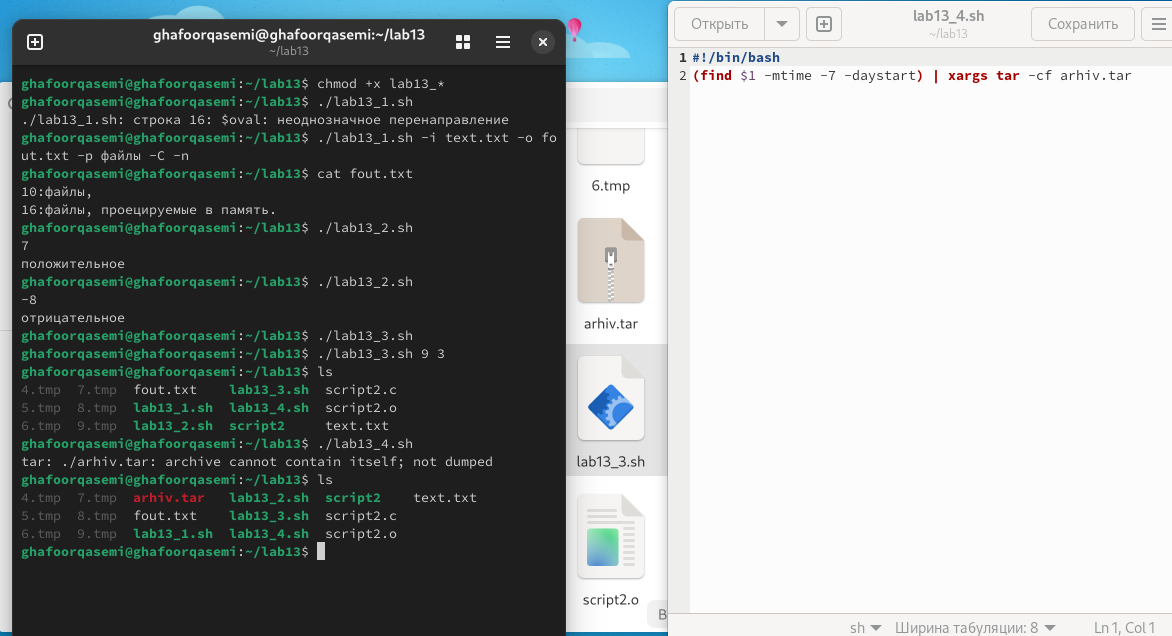 ghafoorqasemi@ghafoorqasemi:~/lab13
~/lab13
ghafoorqasemi@ghafoorqasemi:~/lab13$ chmod +x lab13_*
ghafoorqasemi@ghafoorqasemi:~/lab13$ ./lab13_1.sh
./lab13_1.sh: строка 16: $oval: неоднозначное перенаправление
ghafoorqasemi@ghafoorqasemi:~/lab13$ ./lab13_1.sh -i text.txt -o fo
ut.txt -p файлы -C -n
ghafoorqasemi@ghafoorqasemi:~/lab13$ cat fout.txt
10:файлы,
16:файлы, проецируемые в память.
ghafoorqasemi@ghafoorqasemi:~/lab13$ ./lab13_2.sh
7
положительное
ghafoorqasemi@ghafoorqasemi:~/lab13$ ./lab13_2.sh
-8
отрицательное
ghafoorqasemi@ghafoorqasemi:~/lab13$ ./lab13_3.sh
ghafoorqasemi@ghafoorqasemi:~/lab13$ ./lab13_3.sh 9 3
ghafoorqasemi@ghafoorqasemi:~/lab13$ ls
4.tmp 7.tmp fout.txt lab13_3.sh script2.c
5.tmp 8.tmp lab13_1.sh lab13_4.sh script2.o
6.tmp 9.tmp lab13_2.sh script2 text.txt
ghafoorqasemi@ghafoorqasemi:~/lab13$ ./lab13_4.sh
tar: ./arhiv.tar: archive cannot contain itself; not dumped
ghafoorqasemi@ghafoorqasemi:~/lab13$ ls
4.tmp 7.tmp arhiv.tar lab13_2.sh script2 text.txt
5.tmp 8.tmp fout.txt lab13_3.sh script2.c
6.tmp 9.tmp lab13_1.sh lab13_4.sh script2.o
ghafoorqasemi@ghafoorqasemi:~/lab13$
6.tmp
arhiv.tar
lab13_3.sh
script2.o
Открыть
lab13_4.sh
~/lab13
Сохранить
1 #!/bin/bash
2 (find $1 -mtime -7 -daystart) | xargs tar -cf arhiv.tar
sh Ширина табуляции: 8 Ln 1, Col 1